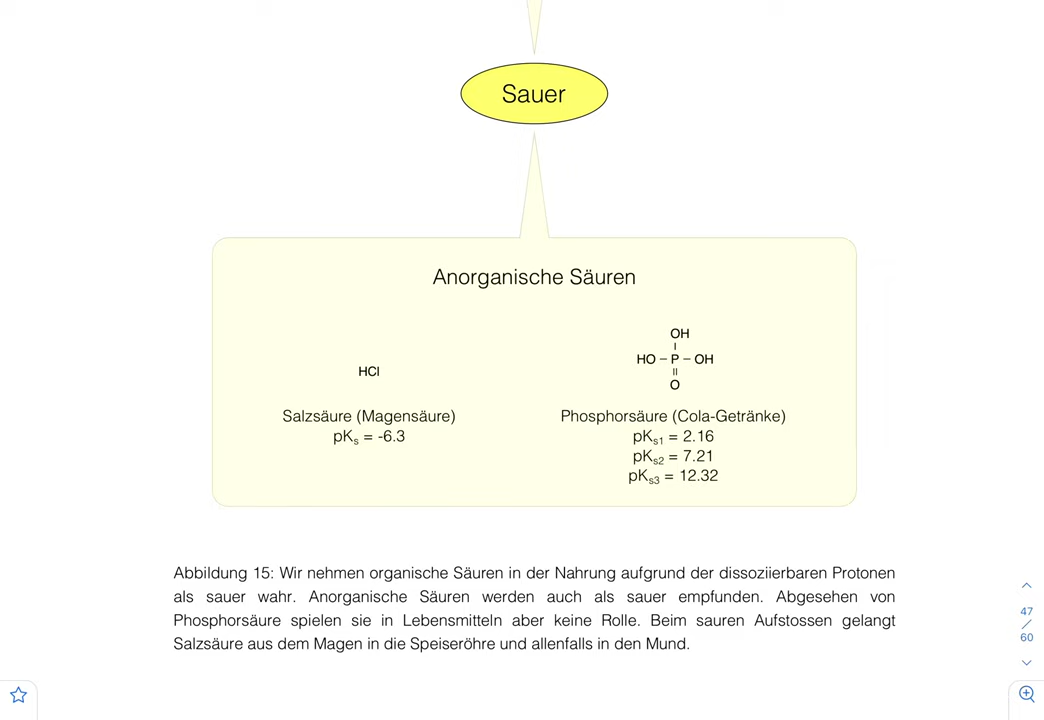 Sauer
Anorganische Säuren
OH
HO – P – OH
O
HCl
Salzsäure (Magensäure)
pKs = -6.3
Phosphorsäure (Cola-Getränke)
pKs1 = 2.16
pKs2 = 7.21
pKs3 = 12.32
Abbildung 15: Wir nehmen organische Säuren in der Nahrung aufgrund der dissoziierbaren Protonen
als sauer wahr. Anorganische Säuren werden auch als sauer empfunden. Abgesehen von
Phosphorsäure spielen sie in Lebensmitteln aber keine Rolle. Beim sauren Aufstossen gelangt
Salzsäure aus dem Magen in die Speiseröhre und allenfalls in den Mund.
47
/
60